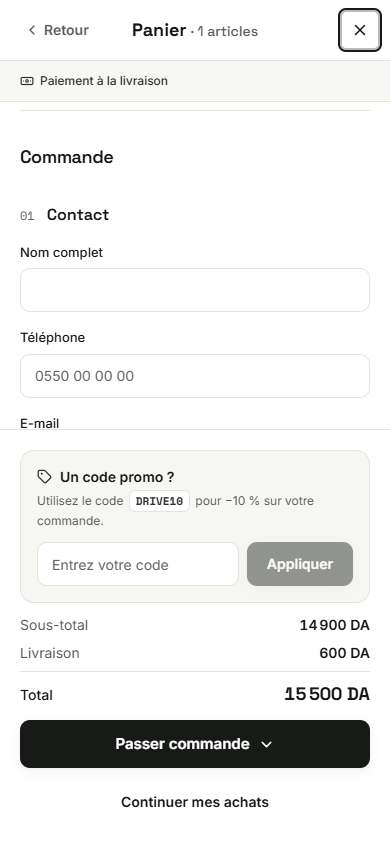 Retour
Panier · 1 articles
Paiement à la livraison
Commande
01 Contact
Nom complet
Téléphone
0550 00 00 00
E-mail
Un code promo ?
Utilisez le code DRIVE10 pour −10 % sur votre
commande.
Entrez votre code
Appliquer
Sous-total 14 900 DA
Livraison 600 DA
Total 15 500 DA
Passer commande
Continuer mes achats